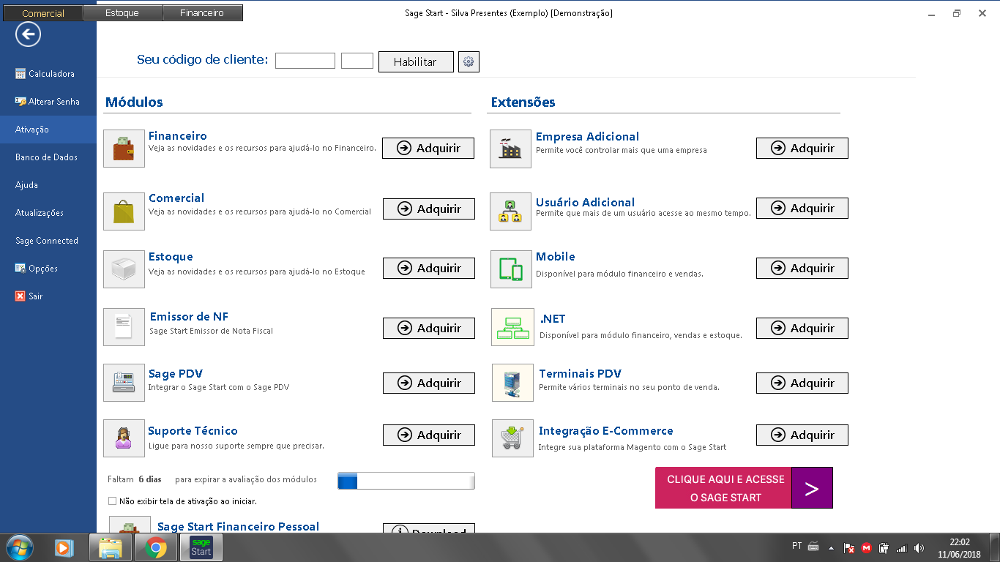 Comercial
Estoque
Financeiro
Sage Start - Silva Presentes (Exemplo) [Demonstração]
Calculadora
Alterar Senha
Ativação
Banco de Dados
Ajuda
Atualizações
Sage Connected
Opções
Sair
Seu código de cliente:
Habilitar
Módulos
Financeiro
Veja as novidades e os recursos para ajudá-lo no Financeiro.
Adquirir
Comercial
Veja as novidades e os recursos para ajudá-lo no Comercial
Adquirir
Estoque
Veja as novidades e os recursos para ajudá-lo no Estoque
Adquirir
Emissor de NF
Sage Start Emissor de Nota Fiscal
Adquirir
Sage PDV
Integrar o Sage Start com o Sage PDV
Adquirir
Suporte Técnico
Ligue para nosso suporte sempre que precisar.
Adquirir
Extensões
Empresa Adicional
Permite você controlar mais que uma empresa
Adquirir
Usuário Adicional
Permite que mais de um usuário acesse ao mesmo tempo.
Adquirir
Mobile
Disponível para módulo financeiro e vendas.
Adquirir
.NET
Disponível para módulo financeiro, vendas e estoque.
Adquirir
Terminais PDV
Permite vários terminais no seu ponto de venda.
Adquirir
Integração E-Commerce
Integre sua plataforma Magento com o Sage Start
Adquirir
Faltam 6 dias para expirar a avaliação dos módulos
Não exibir tela de ativação ao iniciar.
CLIQUE AQUI E ACESSE
O SAGE START
Sage Start Financeiro Pessoal
Download
sage
Start
PT
22:02
11/06/2018